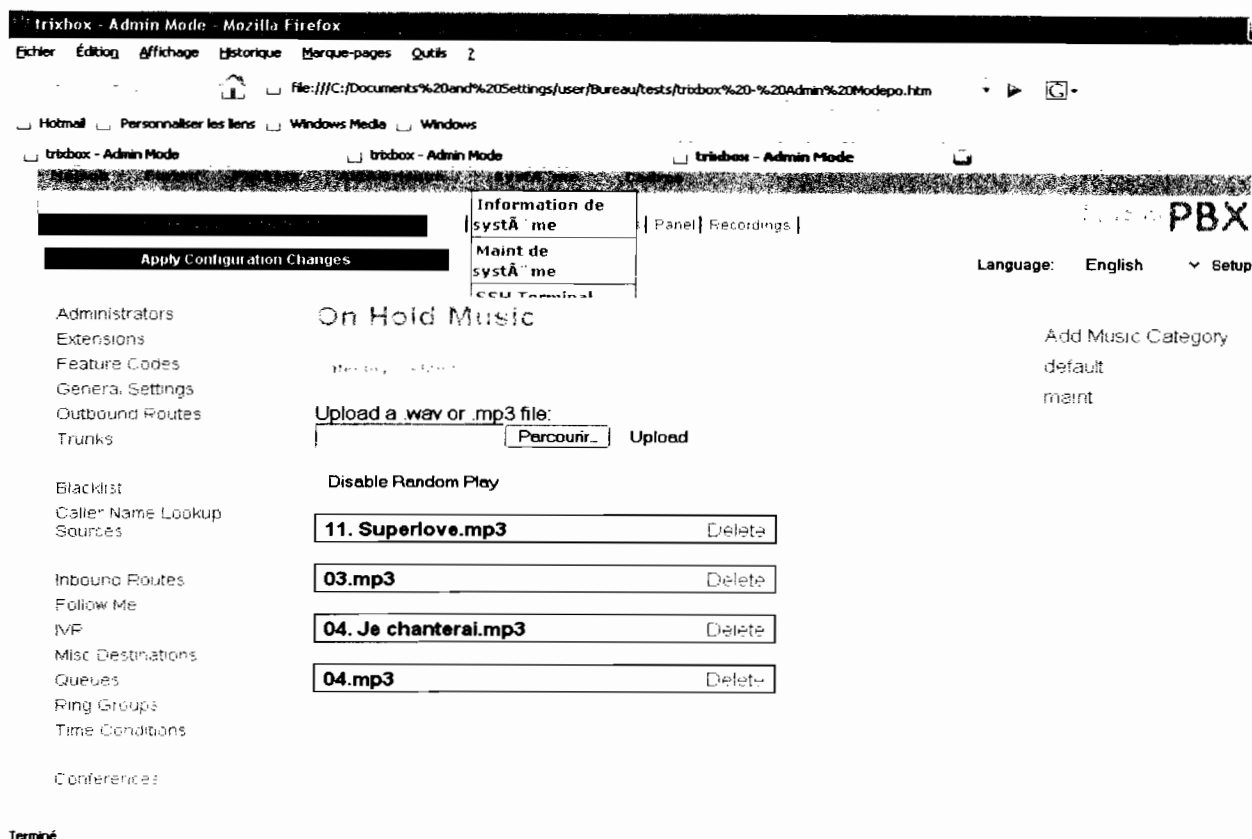 trixbox - Admin Mode - Mozilla Firefox
Fichier Édition Affichage Historique Marque-pages Outils ?
file:///C:/Documents%20and%20Settings/user/Bureau/tests/trixbox%20-%20Admin%20Modepo.htm
G
Hotmail Personnaliser les liens Windows Media Windows
trixbox - Admin Mode trixbox - Admin Mode trixbox - Admin Mode
Information de
systÃ¨me
Panel Recordings
PBX
Apply Configuration Changes
Maint de
systÃ¨me
Language: English Setup
SSH Terminal
Administrators
Extensions
Feature Codes
General Settings
Outbound Routes
Trunks
Blacklist
Caller Name Lookup
Sources
Inbound Routes
Follow Me
IVR
Misc Destinations
Queues
Ring Groups
Time Conditions
Conferences
On Hold Music
Upload a .wav or .mp3 file:
Parcourir... Upload
Disable Random Play
11. Superlove.mp3 Delete
03.mp3 Delete
04. Je chanterai.mp3 Delete
04.mp3 Delete
Add Music Category
default
maint
Terminé